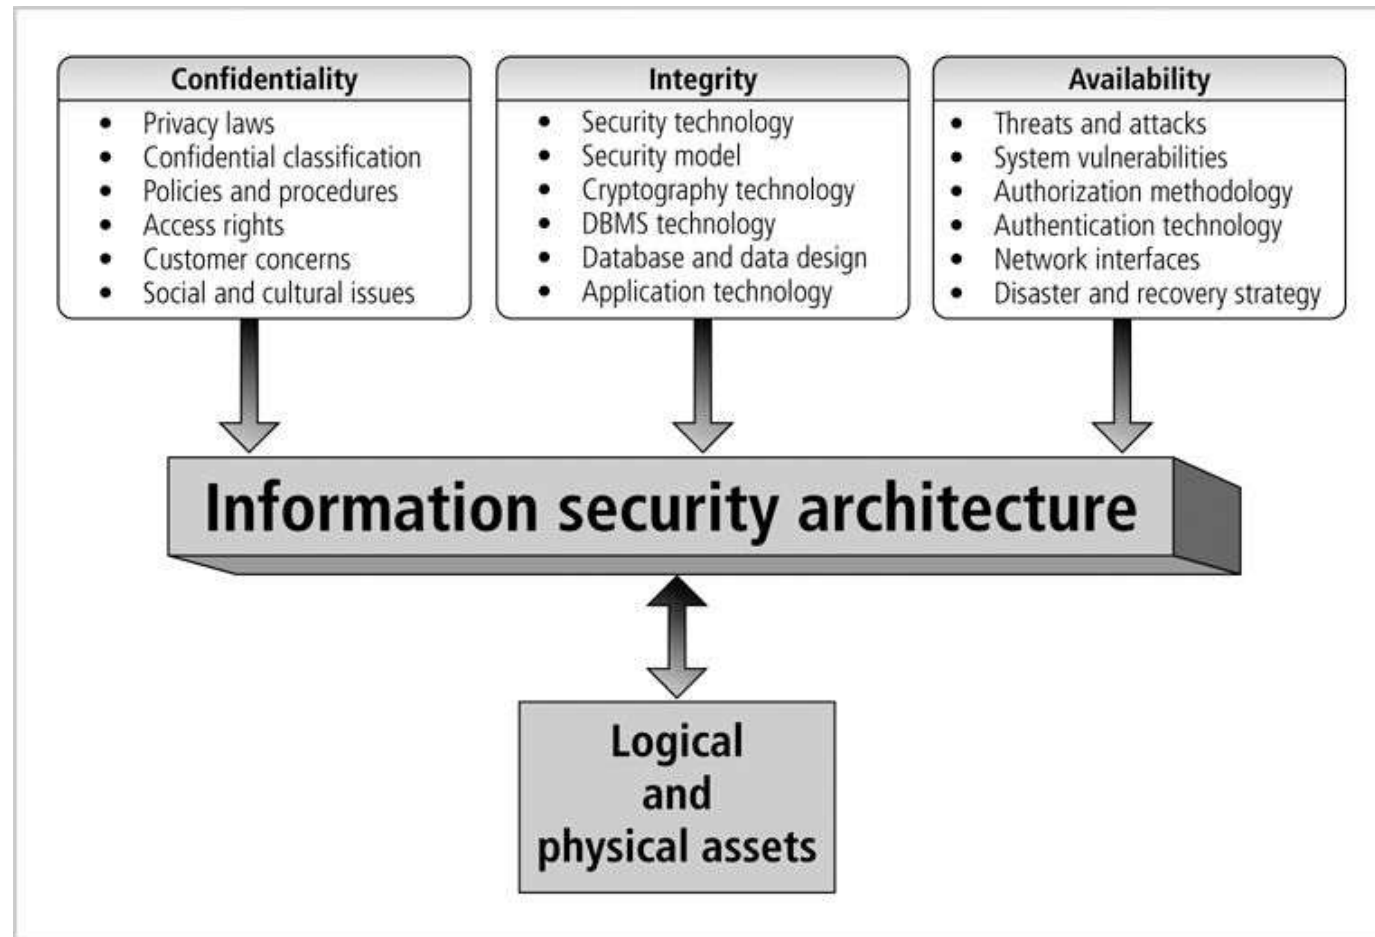 Confidentiality
• Privacy laws
• Confidential classification
• Policies and procedures
• Access rights
• Customer concerns
• Social and cultural issues
Integrity
• Security technology
• Security model
• Cryptography technology
• DBMS technology
• Database and data design
• Application technology
Availability
• Threats and attacks
• System vulnerabilities
• Authorization methodology
• Authentication technology
• Network interfaces
• Disaster and recovery strategy
Information security architecture
Logical
and
physical assets